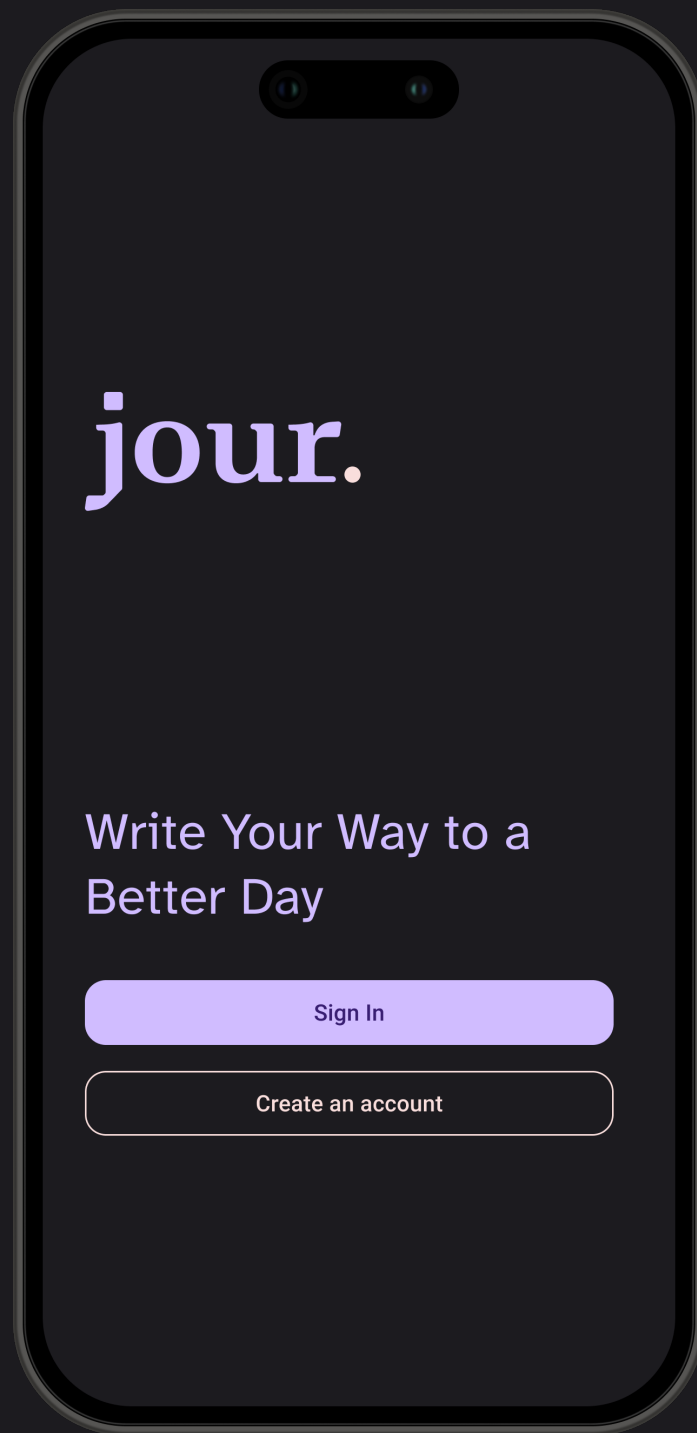 jour.
Write Your Way to a
Better Day
Sign In
Create an account